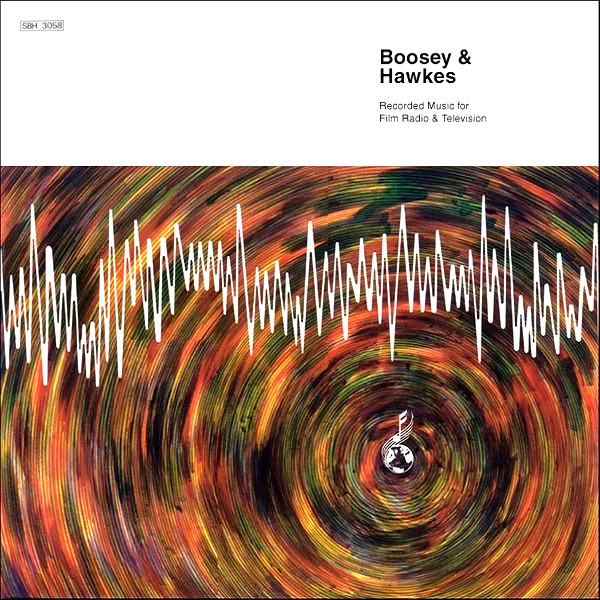 SBH 3058
Boosey &
Hawkes
Recorded Music for
Film Radio & Television